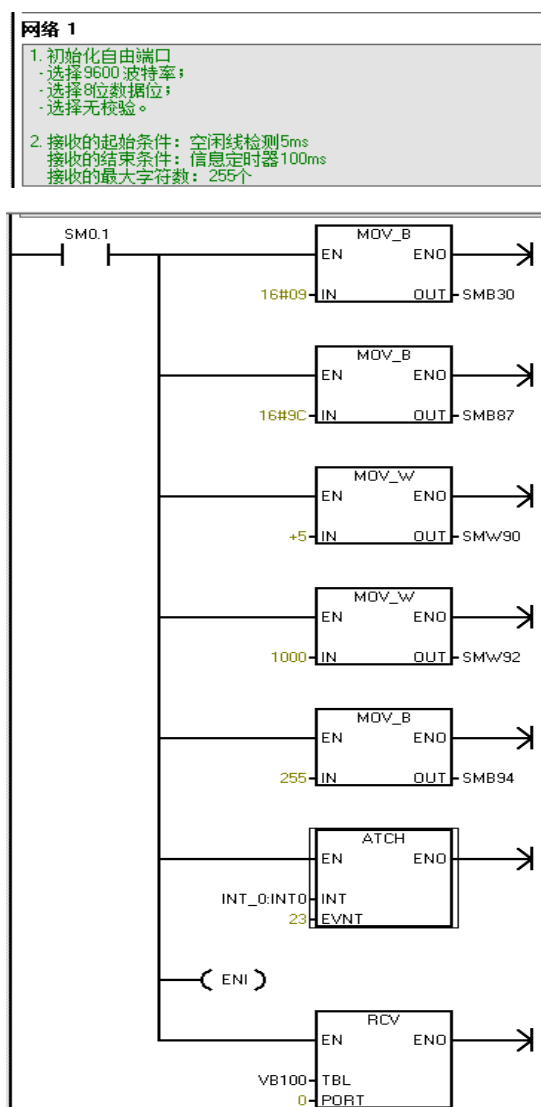 网络 1
1. 初始化自由端口
-选择9600 波特率；
-选择8位数据位；
-选择无校验。
2. 接收的起始条件：空闲线检测5ms
接收的结束条件：信息定时器100ms
接收的最大字符数：255个
SM0.1
MOV_B
EN ENO
16#09 IN OUT SMB30
MOV_B
EN ENO
16#9C IN OUT SMB87
MOV_W
EN ENO
+5 IN OUT SMW90
MOV_W
EN ENO
1000 IN OUT SMW92
MOV_B
EN ENO
255 IN OUT SMB94
ATCH
EN ENO
INT_0:INT0 INT
23 EVNT
ENI
RCV
EN ENO
VB100 TBL
0 PORT